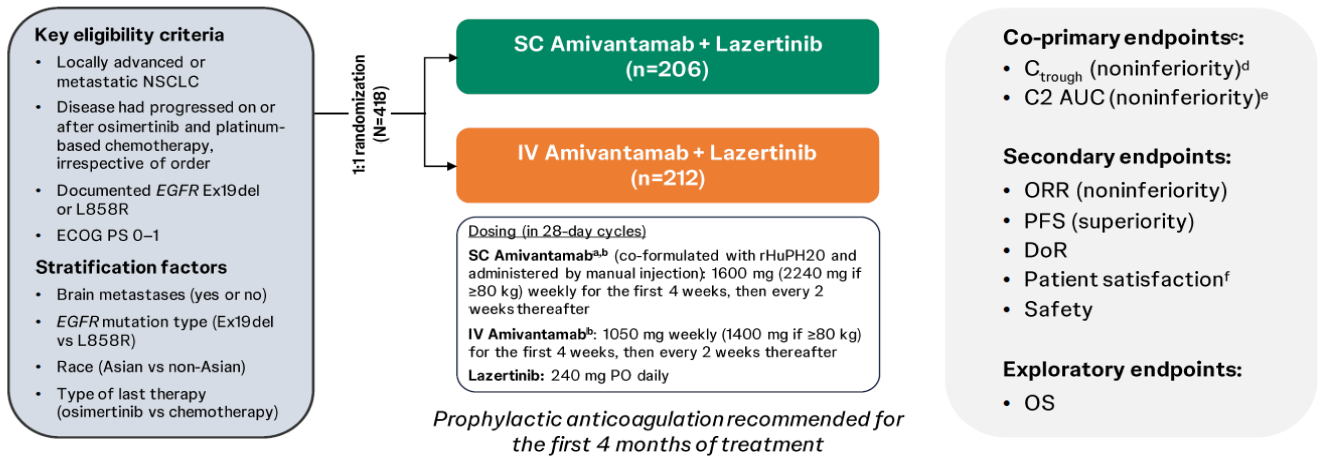 Key eligibility criteria
• Locally advanced or
metastatic NSCLC
• Disease had progressed on or
after osimertinib and platinum-
based chemotherapy,
irrespective of order
• Documented EGFR Ex19del
or L858R
• ECOG PS 0–1
Stratification factors
• Brain metastases (yes or no)
• EGFR mutation type (Ex19del
vs L858R)
• Race (Asian vs non-Asian)
• Type of last therapy
(osimertinib vs chemotherapy)
1:1 randomization
(N=418)
SC Amivantamab + Lazertinib
(n=206)
IV Amivantamab + Lazertinib
(n=212)
Dosing (in 28-day cycles)
SC Amivantamabᵃ,ᵇ (co-formulated with rHuPH20 and
administered by manual injection): 1600 mg (2240 mg if
≥80 kg) weekly for the first 4 weeks, then every 2
weeks thereafter
IV Amivantamabᵇ: 1050 mg weekly (1400 mg if ≥80 kg)
for the first 4 weeks, then every 2 weeks thereafter
Lazertinib: 240 mg PO daily
Prophylactic anticoagulation recommended for
the first 4 months of treatment
Co-primary endpointsᶜ:
• Ctrough (noninferiority)ᵈ
• C2 AUC (noninferiority)ᵉ
Secondary endpoints:
• ORR (noninferiority)
• PFS (superiority)
• DoR
• Patient satisfactionᶠ
• Safety
Exploratory endpoints:
• OS